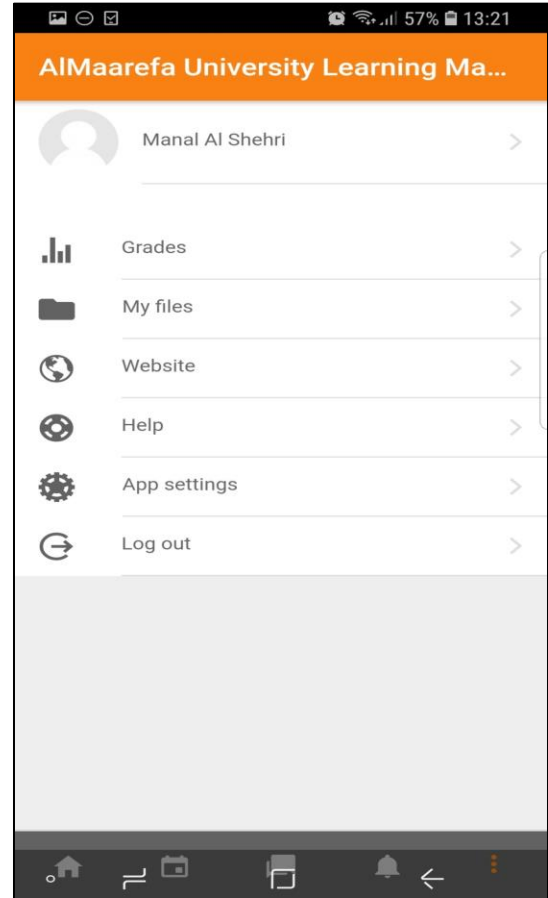 57% 13:21
AlMaarefa University Learning Ma...
Manal Al Shehri
Grades
My files
Website
Help
App settings
Log out